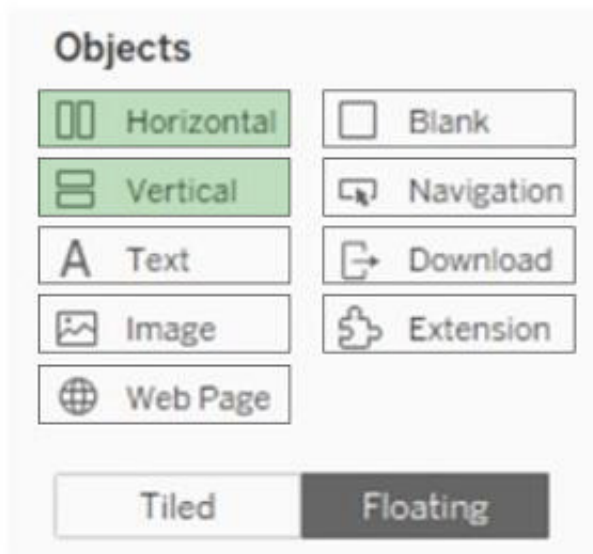 Objects
Horizontal
Blank
Vertical
Navigation
Text
Download
Image
Extension
Web Page
Tiled
Floating